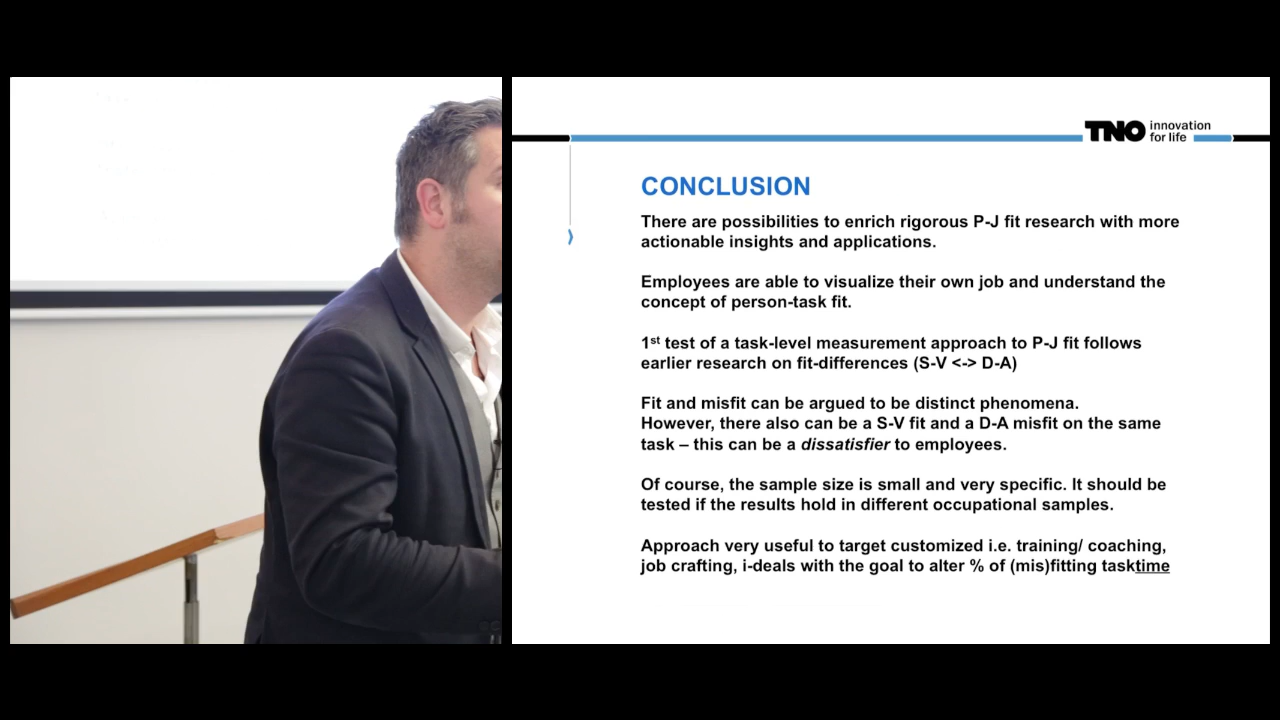 TNO innovation
for life
CONCLUSION
There are possibilities to enrich rigorous P-J fit research with more
actionable insights and applications.
Employees are able to visualize their own job and understand the
concept of person-task fit.
1st test of a task-level measurement approach to P-J fit follows
earlier research on fit-differences (S-V <-> D-A)
Fit and misfit can be argued to be distinct phenomena.
However, there also can be a S-V fit and a D-A misfit on the same
task – this can be a dissatisfier to employees.
Of course, the sample size is small and very specific. It should be
tested if the results hold in different occupational samples.
Approach very useful to target customized i.e. training/ coaching,
job crafting, i-deals with the goal to alter % of (mis)fitting tasktime